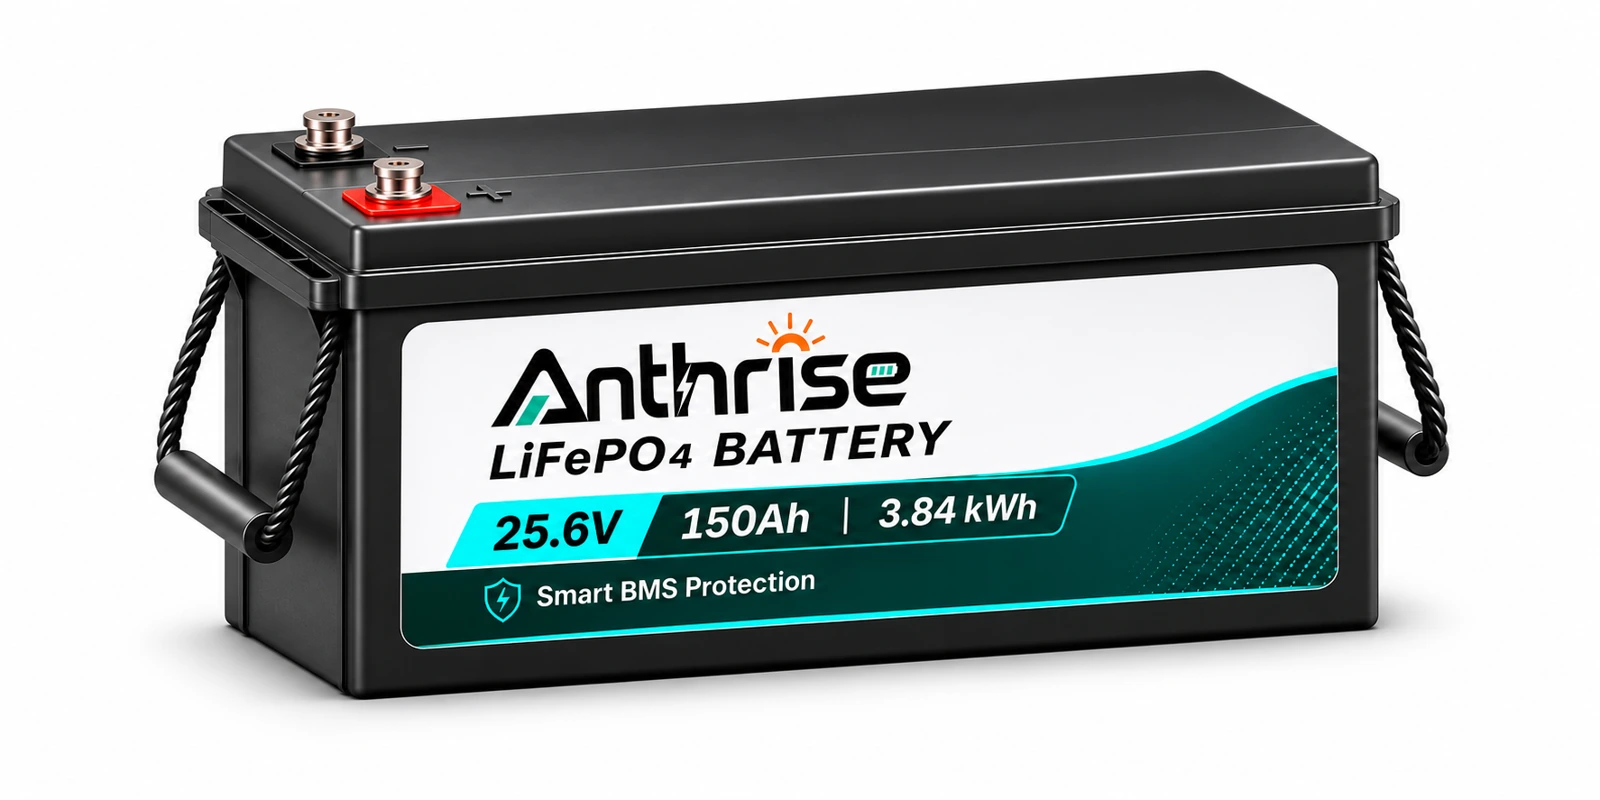 − 
+
Anthrise
LiFePO4 BATTERY
25.6V 150Ah | 3.84 kWh
Smart BMS Protection